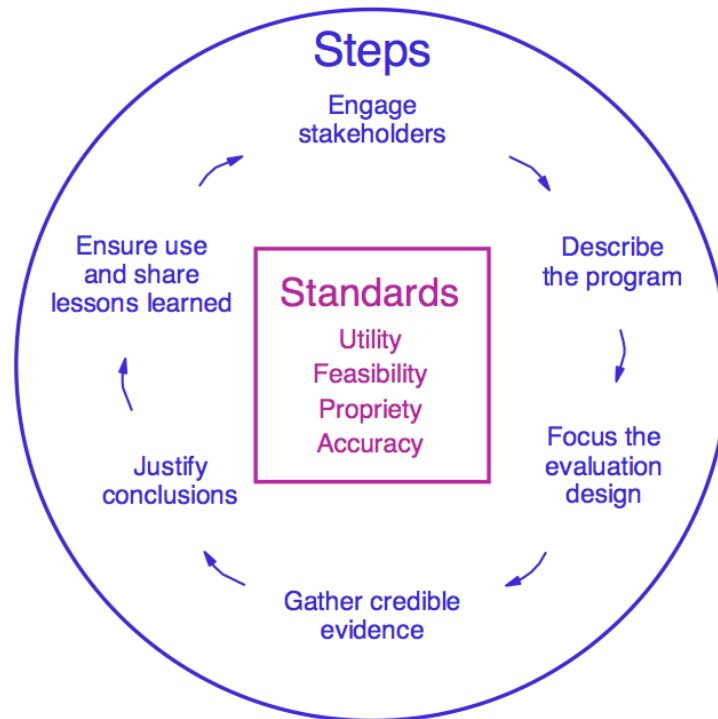 Steps
Engage
stakeholders
Describe
the program
Focus the
evaluation
design
Gather credible
evidence
Justify
conclusions
Ensure use
and share
lessons learned
Standards
Utility
Feasibility
Propriety
Accuracy